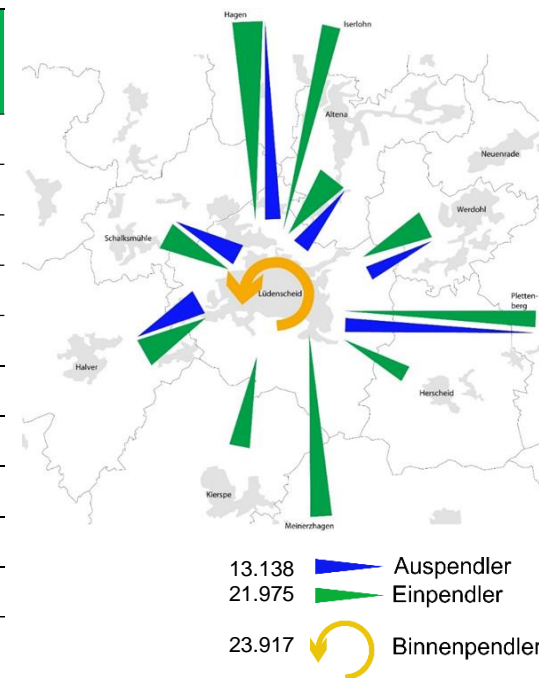 Hagen
Iserlohn
Altena
Neuenrade
Werdohl
Schalksmühle
Lüdenscheid
Pletten-
berg
Halver
Herscheid
Kierspe
Meinerzhagen
13.138 Auspendler
21.975 Einpendler
23.917 Binnenpendler